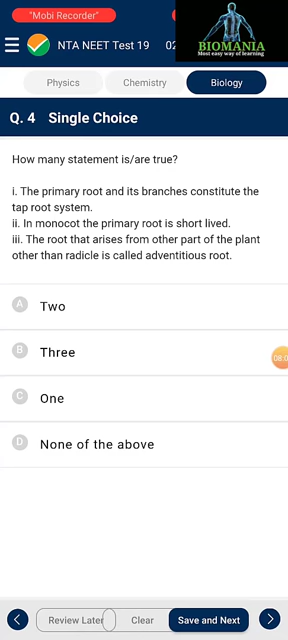 "Mobi Recorder"
NTA NEET Test 19 02
BIOMANIA
Most easy way of learning
Physics Chemistry Biology
Q. 4 Single Choice
How many statement is/are true?
i. The primary root and its branches constitute the
tap root system.
ii. In monocot the primary root is short lived.
iii. The root that arises from other part of the plant
other than radicle is called adventitious root.
A Two
B Three
08:0
C One
D None of the above
Review Later Clear Save and Next